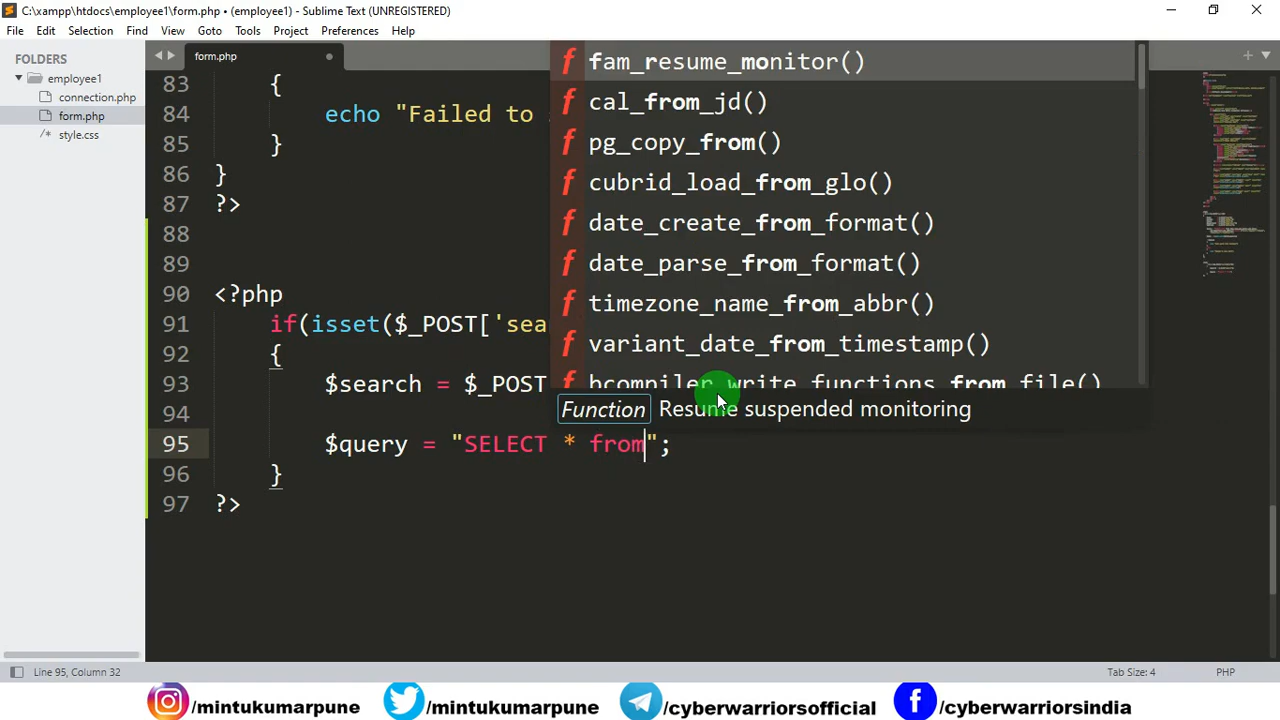 C:\xampp\htdocs\employee1\form.php • (employee1) - Sublime Text (UNREGISTERED)
File Edit Selection Find View Goto Tools Project Preferences Help
FOLDERS
employee1
connection.php
form.php
style.css
form.php
83 {
84 echo "Failed to
85 }
86 }
87 ?>
88
89
90 <?php
91 if(isset($_POST['sea
92 {
93 $search = $_POST
94
95 $query = "SELECT * from";
96 }
97 ?>
f fam_resume_monitor()
f cal_from_jd()
f pg_copy_from()
f cubrid_load_from_glo()
f date_create_from_format()
f date_parse_from_format()
f timezone_name_from_abbr()
f variant_date_from_timestamp()
f bcompiler_write_functions_from_file()
Function Resume suspended monitoring
Line 95, Column 32
Tab Size: 4
PHP
/mintukumarpune /mintukumarpune /cyberwarriorsofficial /cyberwarriorsindia